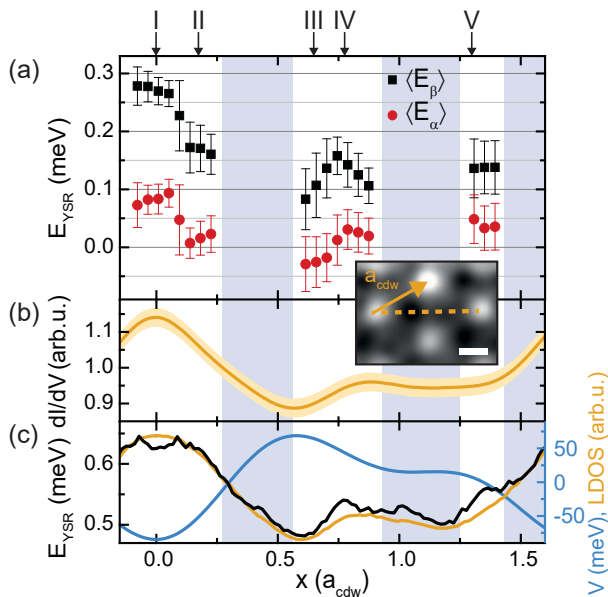 I II III IV V
(a)
⟨E_β⟩
⟨E_α⟩
0.3
0.2
0.1
0.0
E_YSR (meV)
a_cdw
(b)
1.1
1.0
0.9
dI/dV (arb.u.)
(c)
0.6
0.5
E_YSR (meV)
50
0
-50
V (meV), LDOS (arb.u.)
0.0 0.5 1.0 1.5
x (a_cdw)